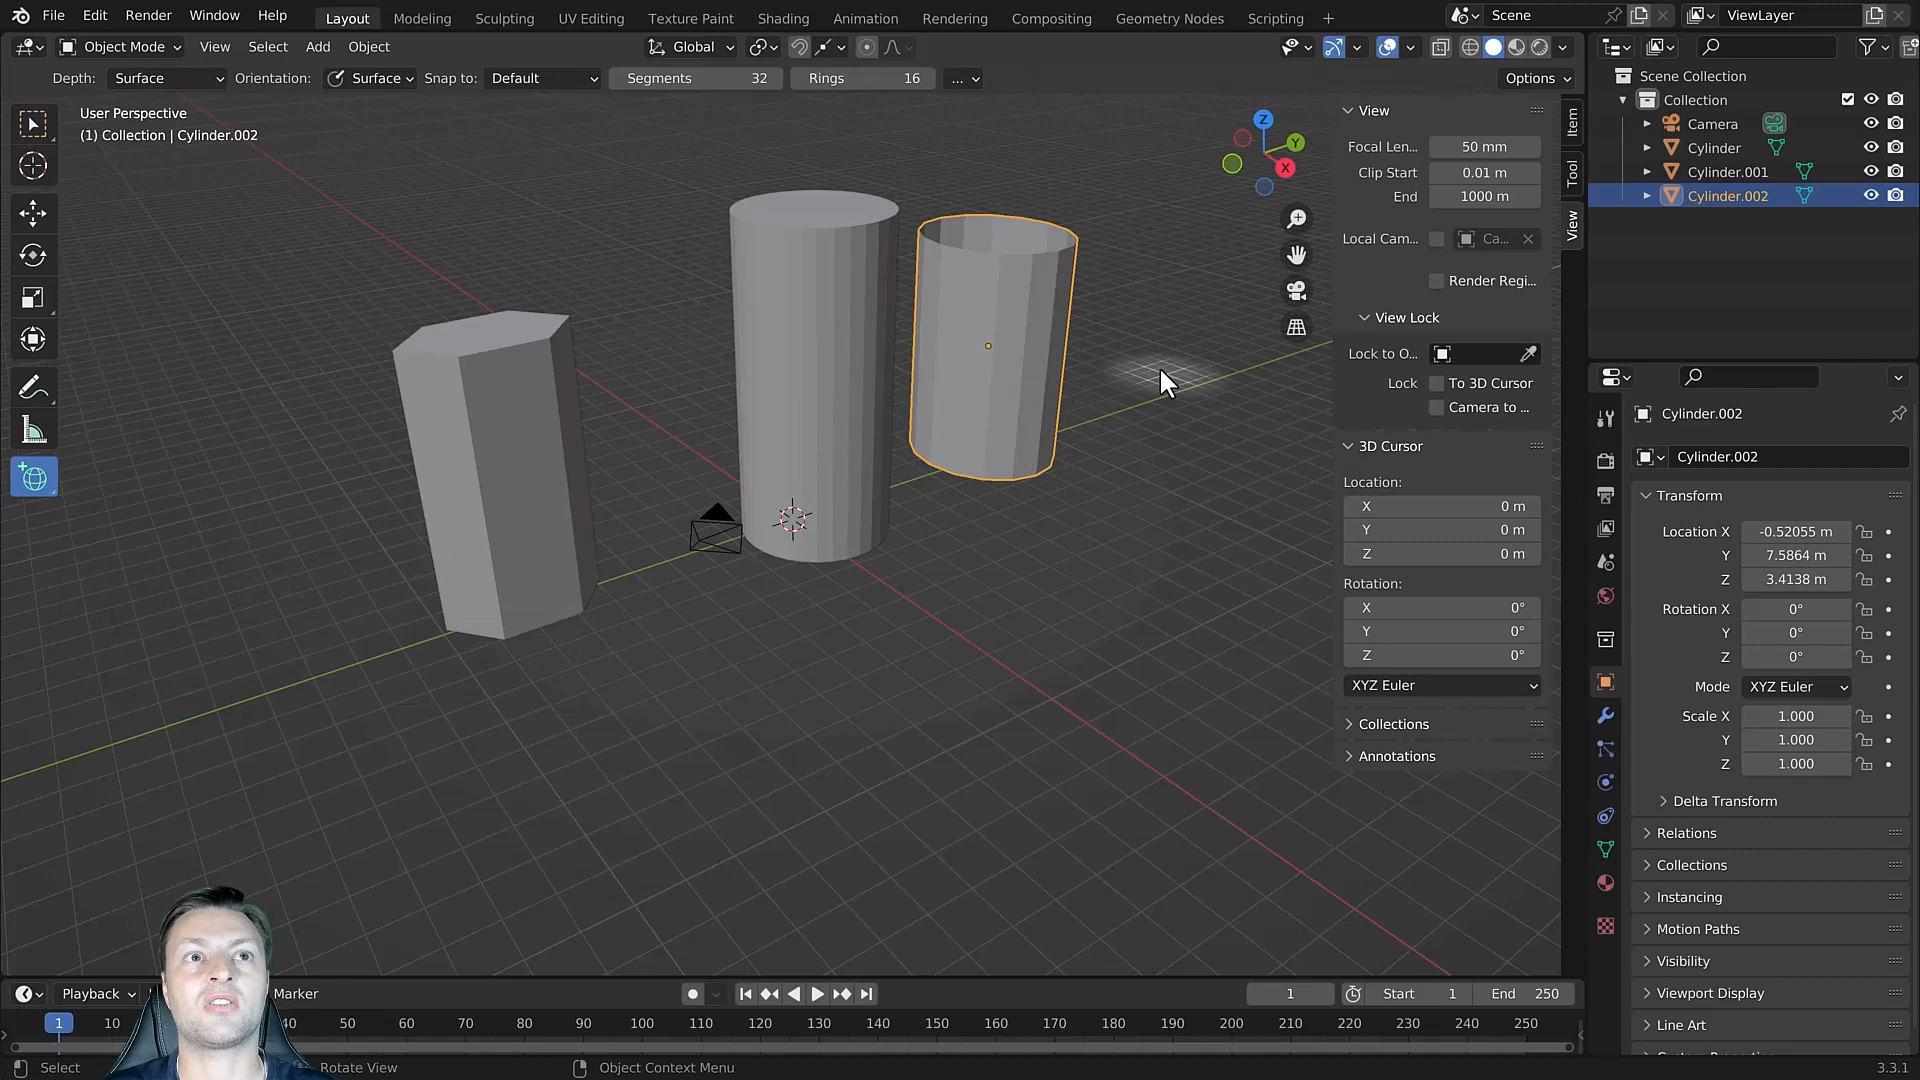 File Edit Render Window Help Layout Modeling Sculpting UV Editing Texture Paint Shading Animation Rendering Compositing Geometry Nodes Scripting + Scene ViewLayer
Object Mode View Select Add Object Global
Depth: Surface Orientation: Surface Snap to: Default Segments 32 Rings 16 ... Options
User Perspective
(1) Collection | Cylinder.002
Z
Y
X
View
Focal Len... 50 mm
Clip Start 0.01 m
End 1000 m
Local Cam... Ca...
Render Regi...
View Lock
Lock to O...
Lock To 3D Cursor
Camera to ...
3D Cursor
Location:
X 0 m
Y 0 m
Z 0 m
Rotation:
X 0°
Y 0°
Z 0°
XYZ Euler
Collections
Annotations
Item
Tool
View
Scene Collection
Collection
Camera
Cylinder
Cylinder.001
Cylinder.002
Cylinder.002
Cylinder.002
Transform
Location X -0.52055 m
Y 7.5864 m
Z 3.4138 m
Rotation X 0°
Y 0°
Z 0°
Mode XYZ Euler
Scale X 1.000
Y 1.000
Z 1.000
Delta Transform
Relations
Collections
Instancing
Motion Paths
Visibility
Viewport Display
Line Art
Playback Marker 1 Start 1 End 250
1 10 40 50 60 70 80 90 100 110 120 130 140 150 160 170 180 190 200 210 220 230 240 250
Select Rotate View Object Context Menu 3.3.1